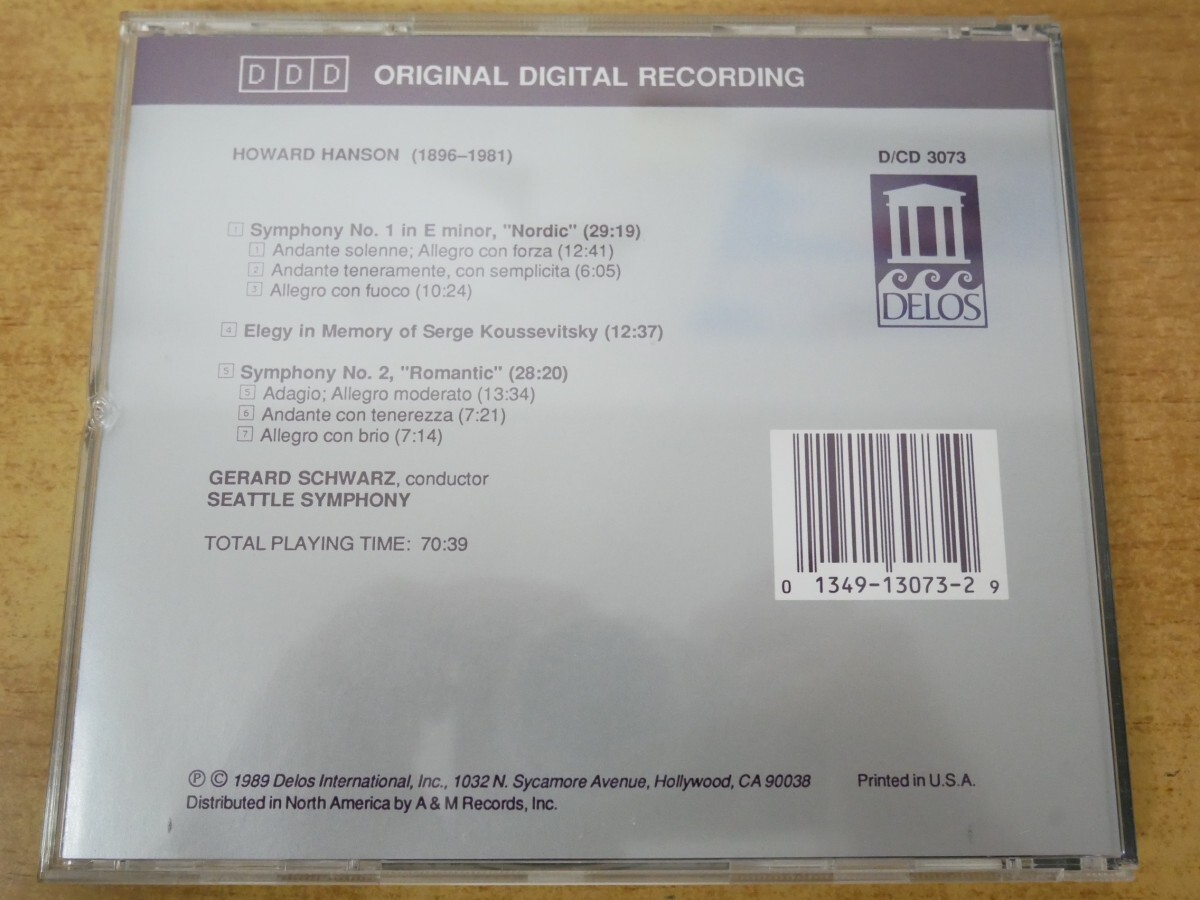 DDD ORIGINAL DIGITAL RECORDING
HOWARD HANSON (1896–1981)
D/CD 3073
DELOS
1 Symphony No. 1 in E minor, "Nordic" (29:19)
1 Andante solenne; Allegro con forza (12:41)
2 Andante teneramente, con semplicita (6:05)
3 Allegro con fuoco (10:24)
4 Elegy in Memory of Serge Koussevitsky (12:37)
5 Symphony No. 2, "Romantic" (28:20)
5 Adagio; Allegro moderato (13:34)
6 Andante con tenerezza (7:21)
7 Allegro con brio (7:14)
GERARD SCHWARZ, conductor
SEATTLE SYMPHONY
TOTAL PLAYING TIME: 70:39
0 1349-13073-2 9
℗ © 1989 Delos International, Inc., 1032 N. Sycamore Avenue, Hollywood, CA 90038
Printed in U.S.A.
Distributed in North America by A & M Records, Inc.